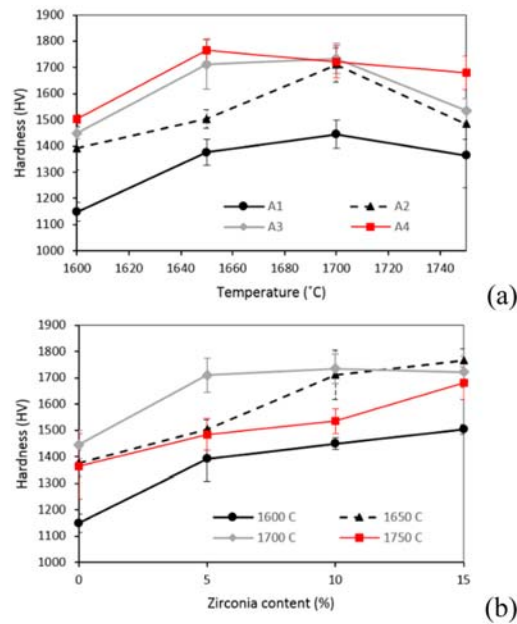 1900
1800
1700
1600
1500
1400
1300
1200
1100
1000
Hardness (HV)
A1 A2
A3 A4
1600 1620 1640 1660 1680 1700 1720 1740
Temperature (˚C)
(a)
1900
1800
1700
1600
1500
1400
1300
1200
1100
1000
Hardness (HV)
1600 C 1650 C
1700 C 1750 C
0 5 10 15
Zirconia content (%)
(b)